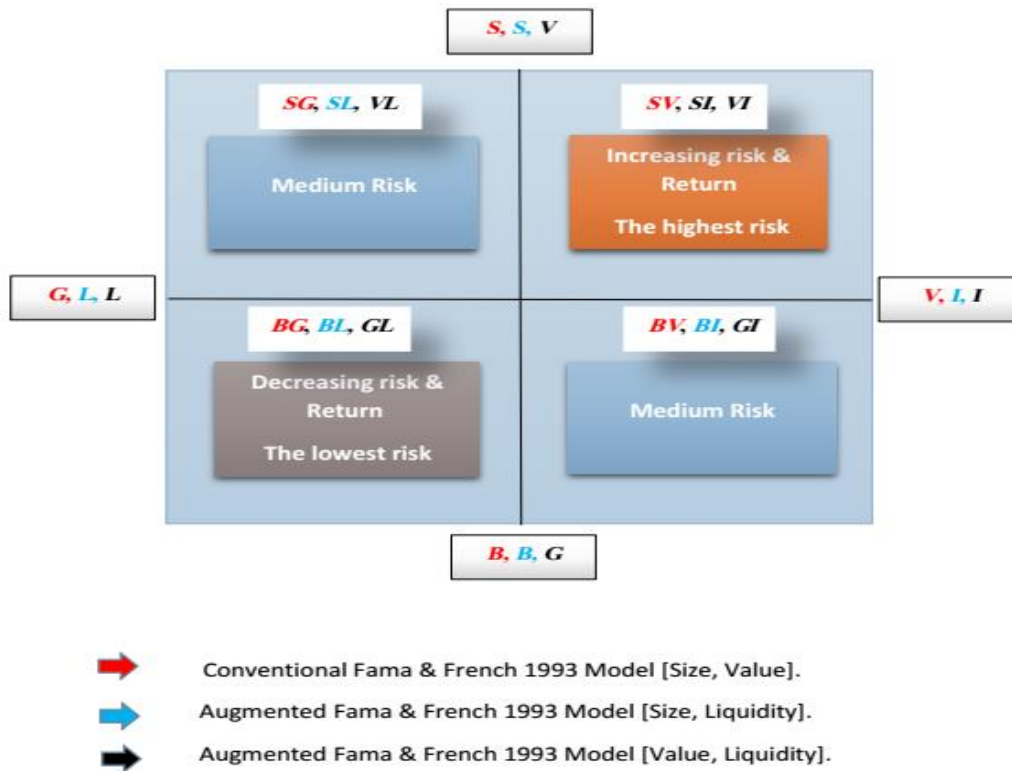 S, S, V
SG, SL, VL
SV, SI, VI
Medium Risk
Increasing risk &
Return
The highest risk
G, L, L
V, I, I
BG, BL, GL
BV, BI, GI
Decreasing risk &
Return
The lowest risk
Medium Risk
B, B, G
Conventional Fama & French 1993 Model [Size, Value].
Augmented Fama & French 1993 Model [Size, Liquidity].
Augmented Fama & French 1993 Model [Value, Liquidity].